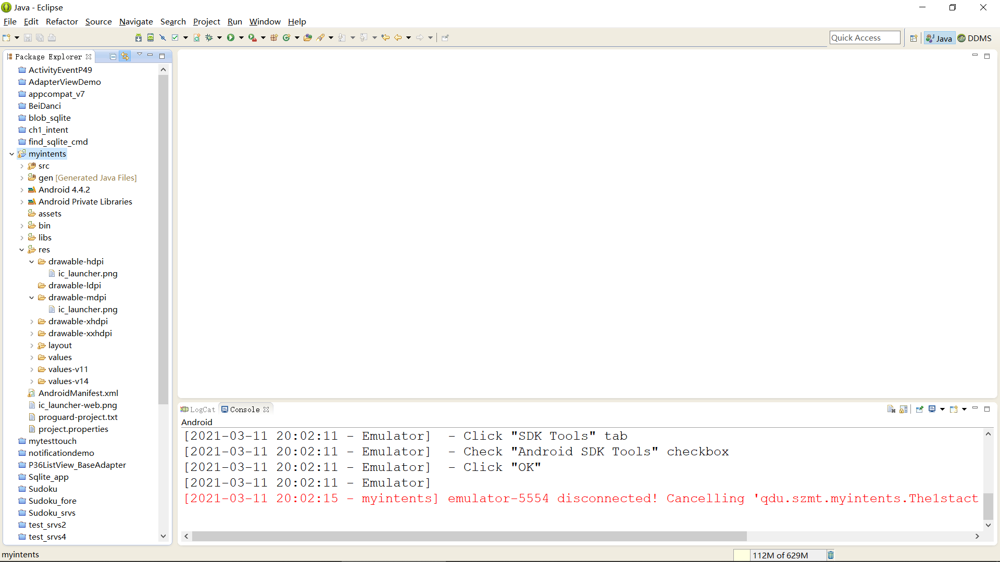 Java - Eclipse
File Edit Refactor Source Navigate Search Project Run Window Help
Quick Access
Java
DDMS
Package Explorer
ActivityEventP49
AdapterViewDemo
appcompat_v7
BeiDanci
blob_sqlite
ch1_intent
find_sqlite_cmd
myintents
src
gen [Generated Java Files]
Android 4.4.2
Android Private Libraries
assets
bin
libs
res
drawable-hdpi
ic_launcher.png
drawable-ldpi
drawable-mdpi
ic_launcher.png
drawable-xhdpi
drawable-xxhdpi
layout
values
values-v11
values-v14
AndroidManifest.xml
ic_launcher-web.png
proguard-project.txt
project.properties
mytesttouch
notificationdemo
P36ListView_BaseAdapter
Sqlite_app
Sudoku
Sudoku_fore
Sudoku_srvs
test_srvs2
test_srvs4
LogCat
Console
Android
[2021-03-11 20:02:11 - Emulator]  - Click "SDK Tools" tab
[2021-03-11 20:02:11 - Emulator]  - Check "Android SDK Tools" checkbox
[2021-03-11 20:02:11 - Emulator]  - Click "OK"
[2021-03-11 20:02:11 - Emulator]
[2021-03-11 20:02:15 - myintents] emulator-5554 disconnected! Cancelling 'qdu.szmt.myintents.The1stact
myintents
112M of 629M